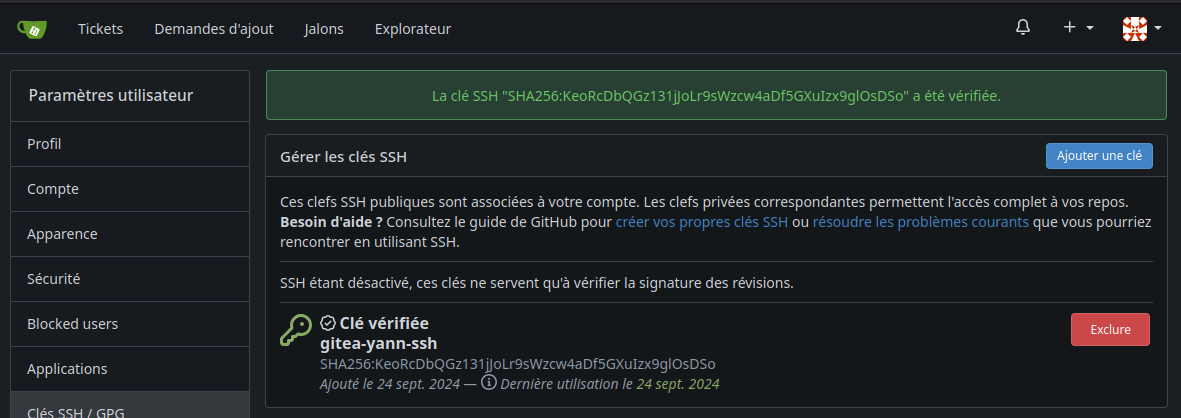 Tickets Demandes d'ajout Jalons Explorateur
Paramètres utilisateur
Profil
Compte
Apparence
Sécurité
Blocked users
Applications
Clés SSH / GPG
La clé SSH "SHA256:KeoRcDbQGz131jJoLr9sWzcw4aDf5GXuIzx9glOsDSo" a été vérifiée.
Gérer les clés SSH
Ajouter une clé
Ces clefs SSH publiques sont associées à votre compte. Les clefs privées correspondantes permettent l'accès complet à vos repos.
Besoin d'aide ? Consultez le guide de GitHub pour créer vos propres clés SSH ou résoudre les problèmes courants que vous pourriez
rencontrer en utilisant SSH.
SSH étant désactivé, ces clés ne servent qu'à vérifier la signature des révisions.
Clé vérifiée
gitea-yann-ssh
SHA256:KeoRcDbQGz131jJoLr9sWzcw4aDf5GXuIzx9glOsDSo
Ajouté le 24 sept. 2024 — Dernière utilisation le 24 sept. 2024
Exclure